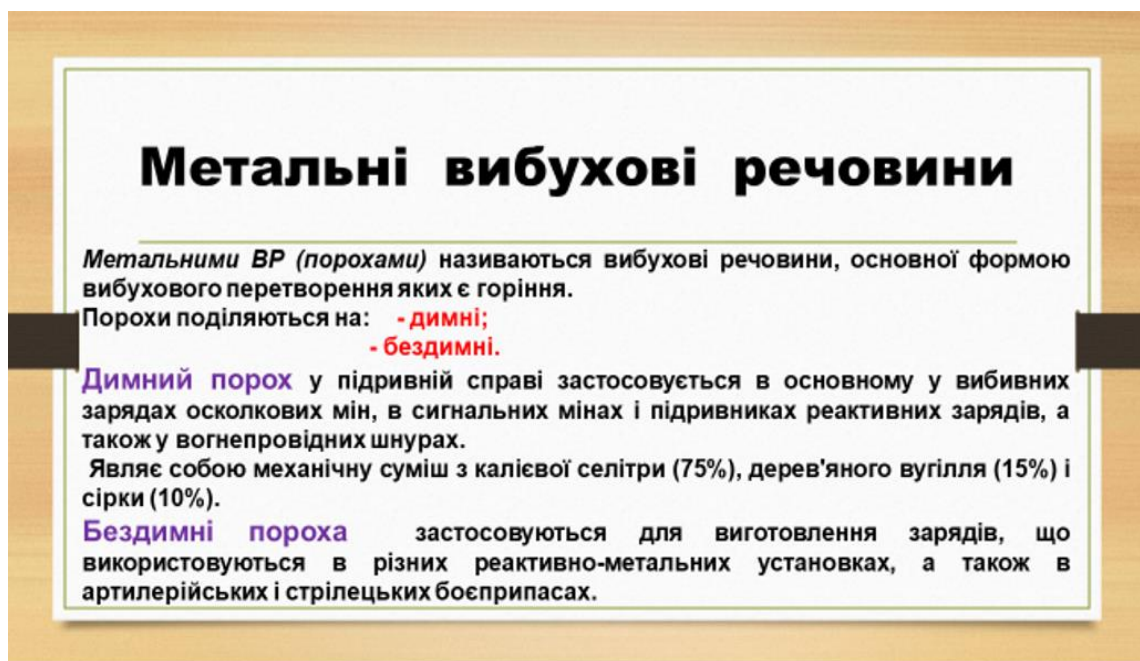 Метальні вибухові речовини
Метальними ВР (порохами) називаються вибухові речовини, основної формою
вибухового перетворення яких є горіння.
Порохи поділяються на: - димні;
- бездимні.
Димний порох у підривній справі застосовується в основному у вибивних
зарядах осколкових мін, в сигнальних мінах і підривниках реактивних зарядів, а
також у вогнепровідних шнурах.
Являє собою механічну суміш з калієвої селітри (75%), дерев'яного вугілля (15%) і
сірки (10%).
Бездимні пороха застосовуються для виготовлення зарядів, що
використовуються в різних реактивно-метальних установках, а також в
артилерійських і стрілецьких боєприпасах.